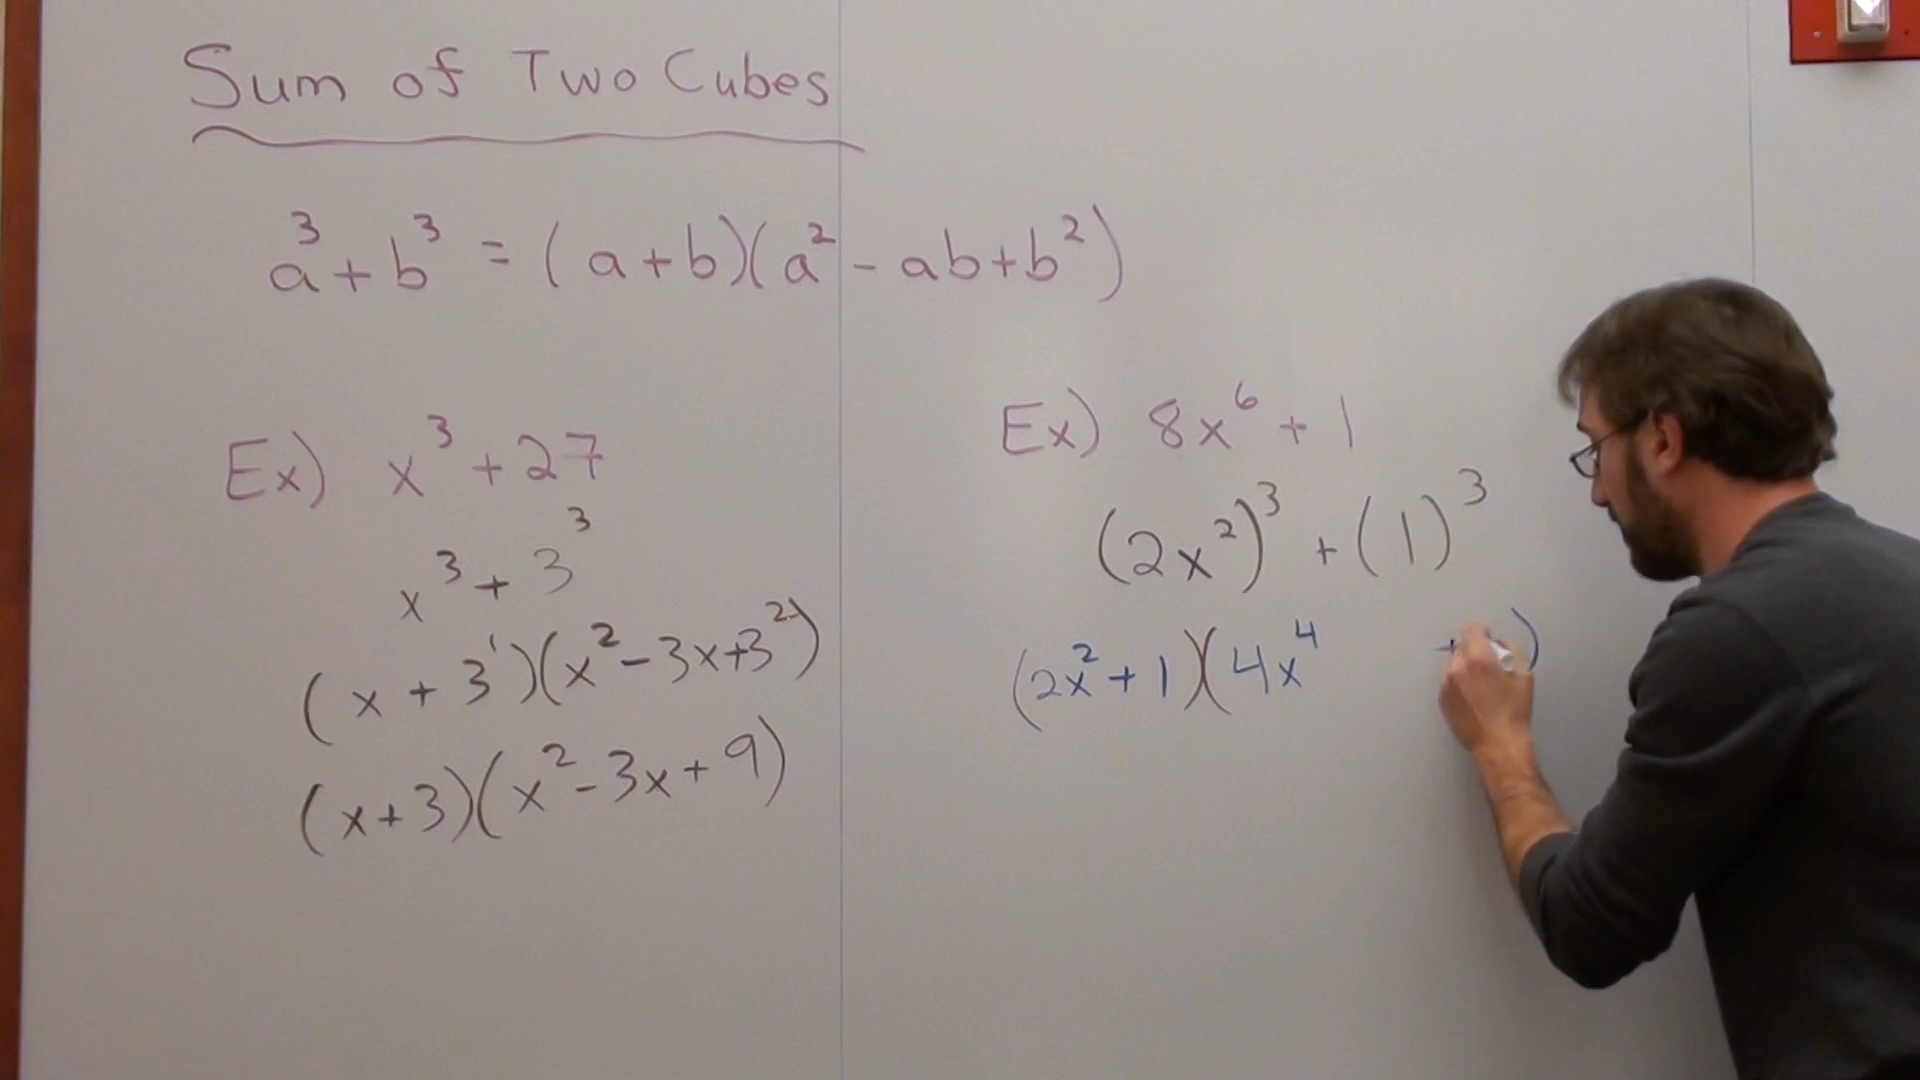 Sum of Two Cubes
a³ + b³ = (a+b)(a² - ab + b²)
Ex) x³ + 27
x³ + 3³
(x + 3')(x² - 3x + 3²)
(x+3)(x² - 3x + 9)
Ex) 8x⁶ + 1
(2x²)³ + (1)³
(2x² + 1)(4x⁴ + )